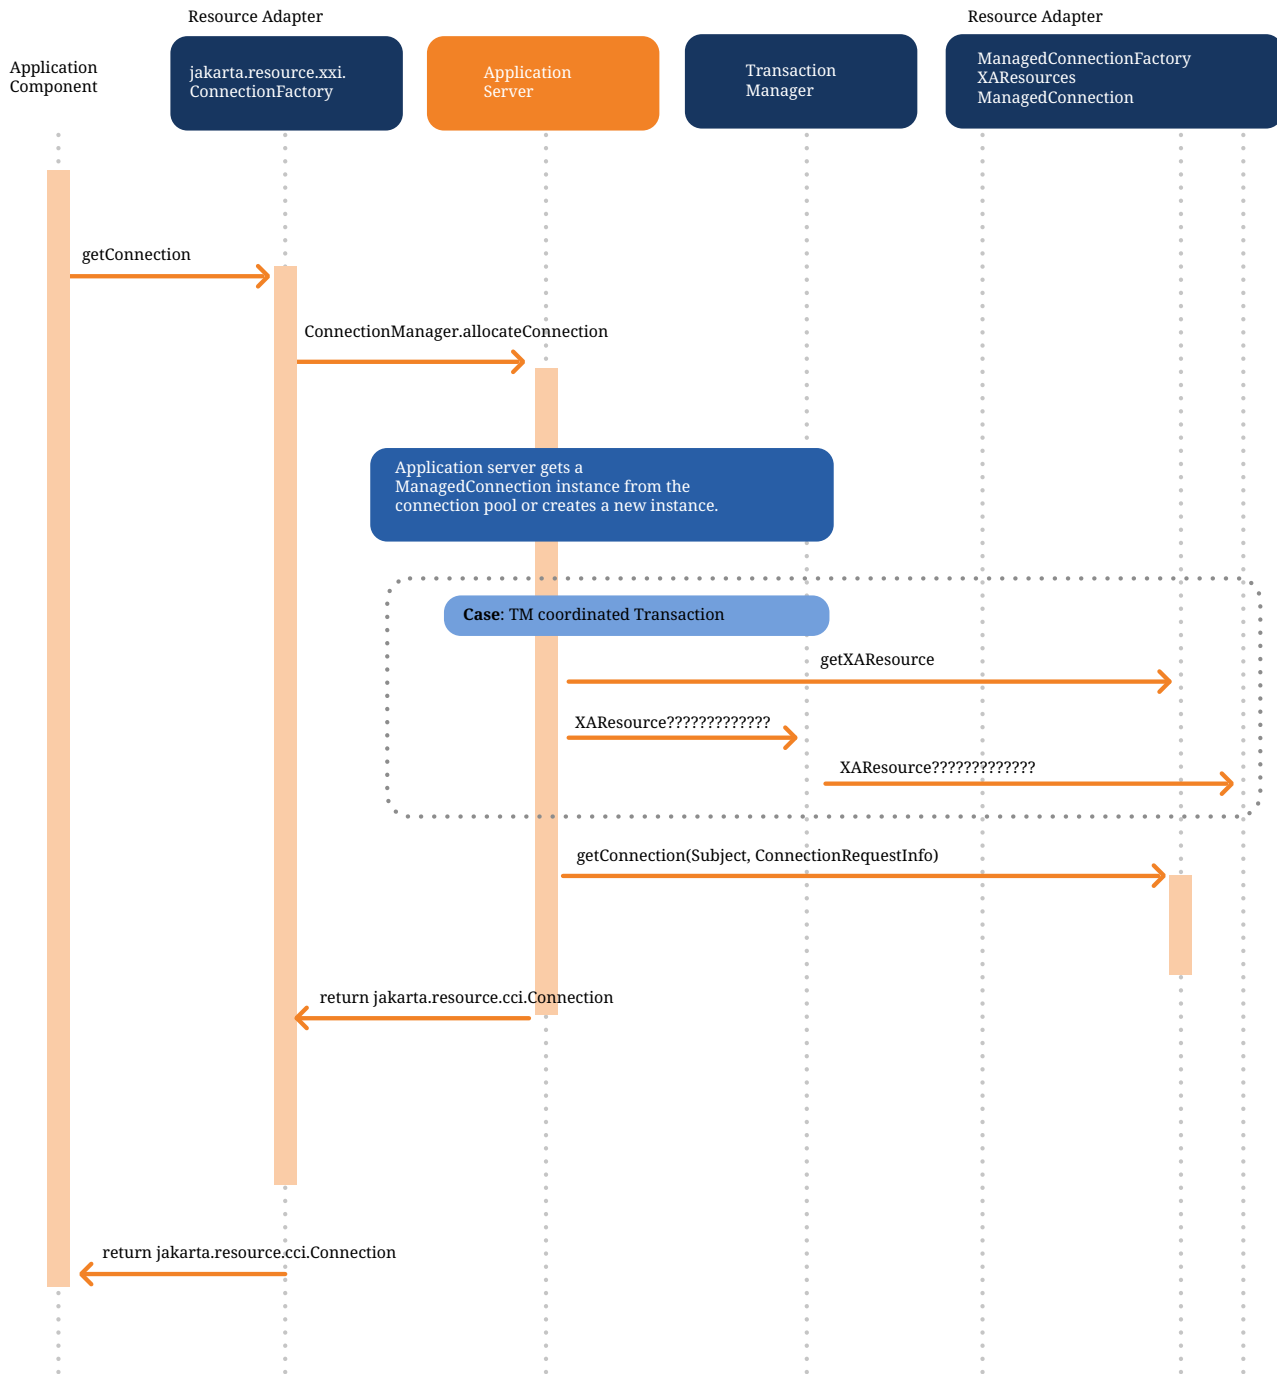 Resource Adapter
Resource Adapter
Application
Component
jakarta.resource.xxi.
ConnectionFactory
Application
Server
Transaction
Manager
ManagedConnectionFactory
XAResources
ManagedConnection
getConnection
ConnectionManager.allocateConnection
Application server gets a
ManagedConnection instance from the
connection pool or creates a new instance.
Case: TM coordinated Transaction
getXAResource
XAResource?????????????
XAResource?????????????
getConnection(Subject, ConnectionRequestInfo)
return jakarta.resource.cci.Connection
return jakarta.resource.cci.Connection